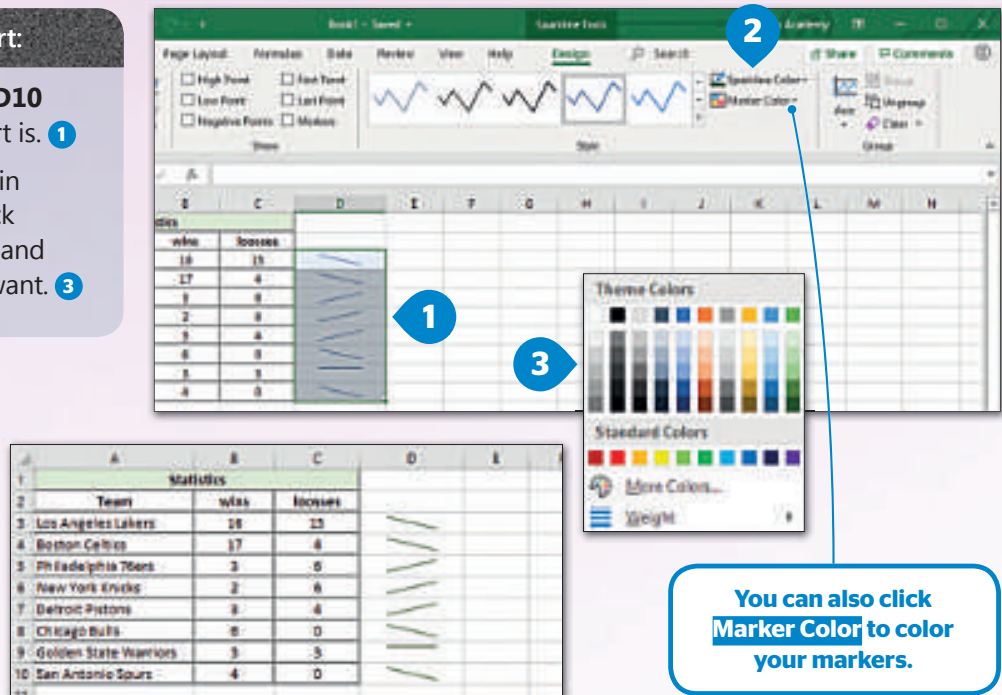 rt:
D10
rt is. 1
in
ck
and
want. 3
Book1 - Saved
Sparkline Tools
Academy
Page Layout Formulas Data Review View Help Design Search Share Comments
High Point First Point
Low Point Last Point
Negative Points Markers
Show
Style
Sparkline Color
Marker Color
Axis
Group
Ungroup
Clear
Group
2
B C D E F G H I J K L M N
wins loosses
16 15
17 4
3 6
2 6
3 4
6 0
3 3
4 0
1
3
Theme Colors
Standard Colors
More Colors...
Weight
A B C D E
1 Statistics
2 Team wins loosses
3 Los Angeles Lakers 16 15
4 Boston Celtics 17 4
5 Philadelphia 76ers 3 6
6 New York Knicks 2 6
7 Detroit Pistons 3 4
8 Chicago Bulls 6 0
9 Golden State Warriors 3 3
10 San Antonio Spurs 4 0
11
You can also click
Marker Color to color
your markers.